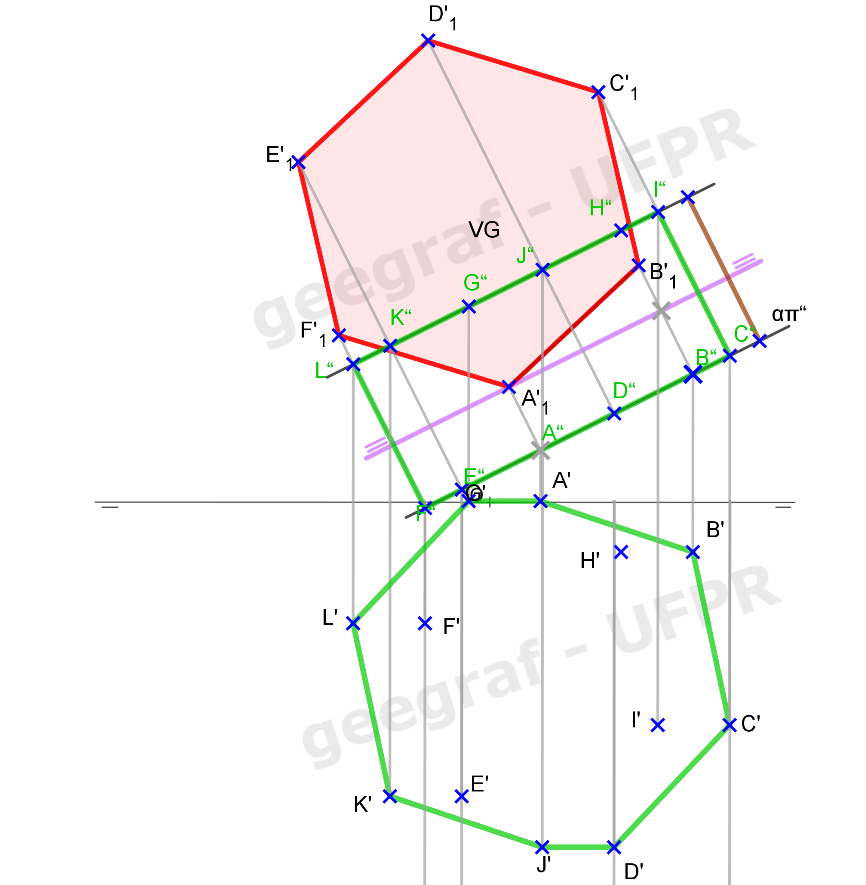 D'₁
C'₁
E'₁
geegraf - UFPR
I“
H“
VG
J“
B'₁
G“
απ“
K“
F'₁
C“
L“
B“
D“
A'₁
A“
E“
A'
F“
B'
H'
geegraf - UFPR
L'
F'
I'
C'
E'
K'
J'
D'